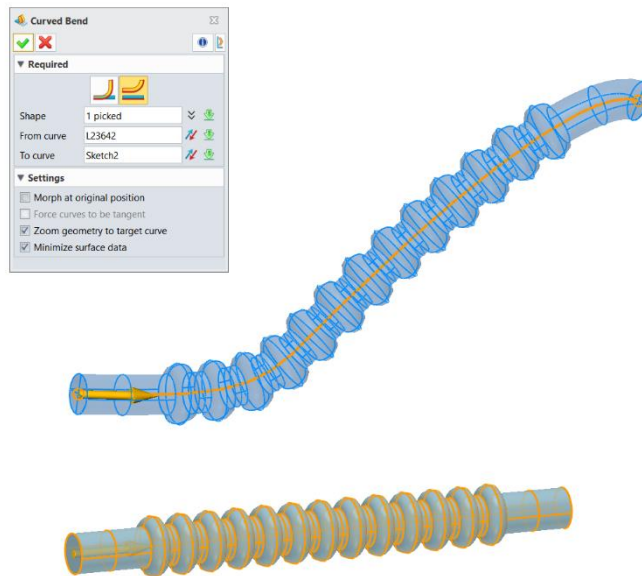 Curved Bend
Required
Shape 1 picked
From curve L23642
To curve Sketch2
Settings
Morph at original position
Force curves to be tangent
Zoom geometry to target curve
Minimize surface data